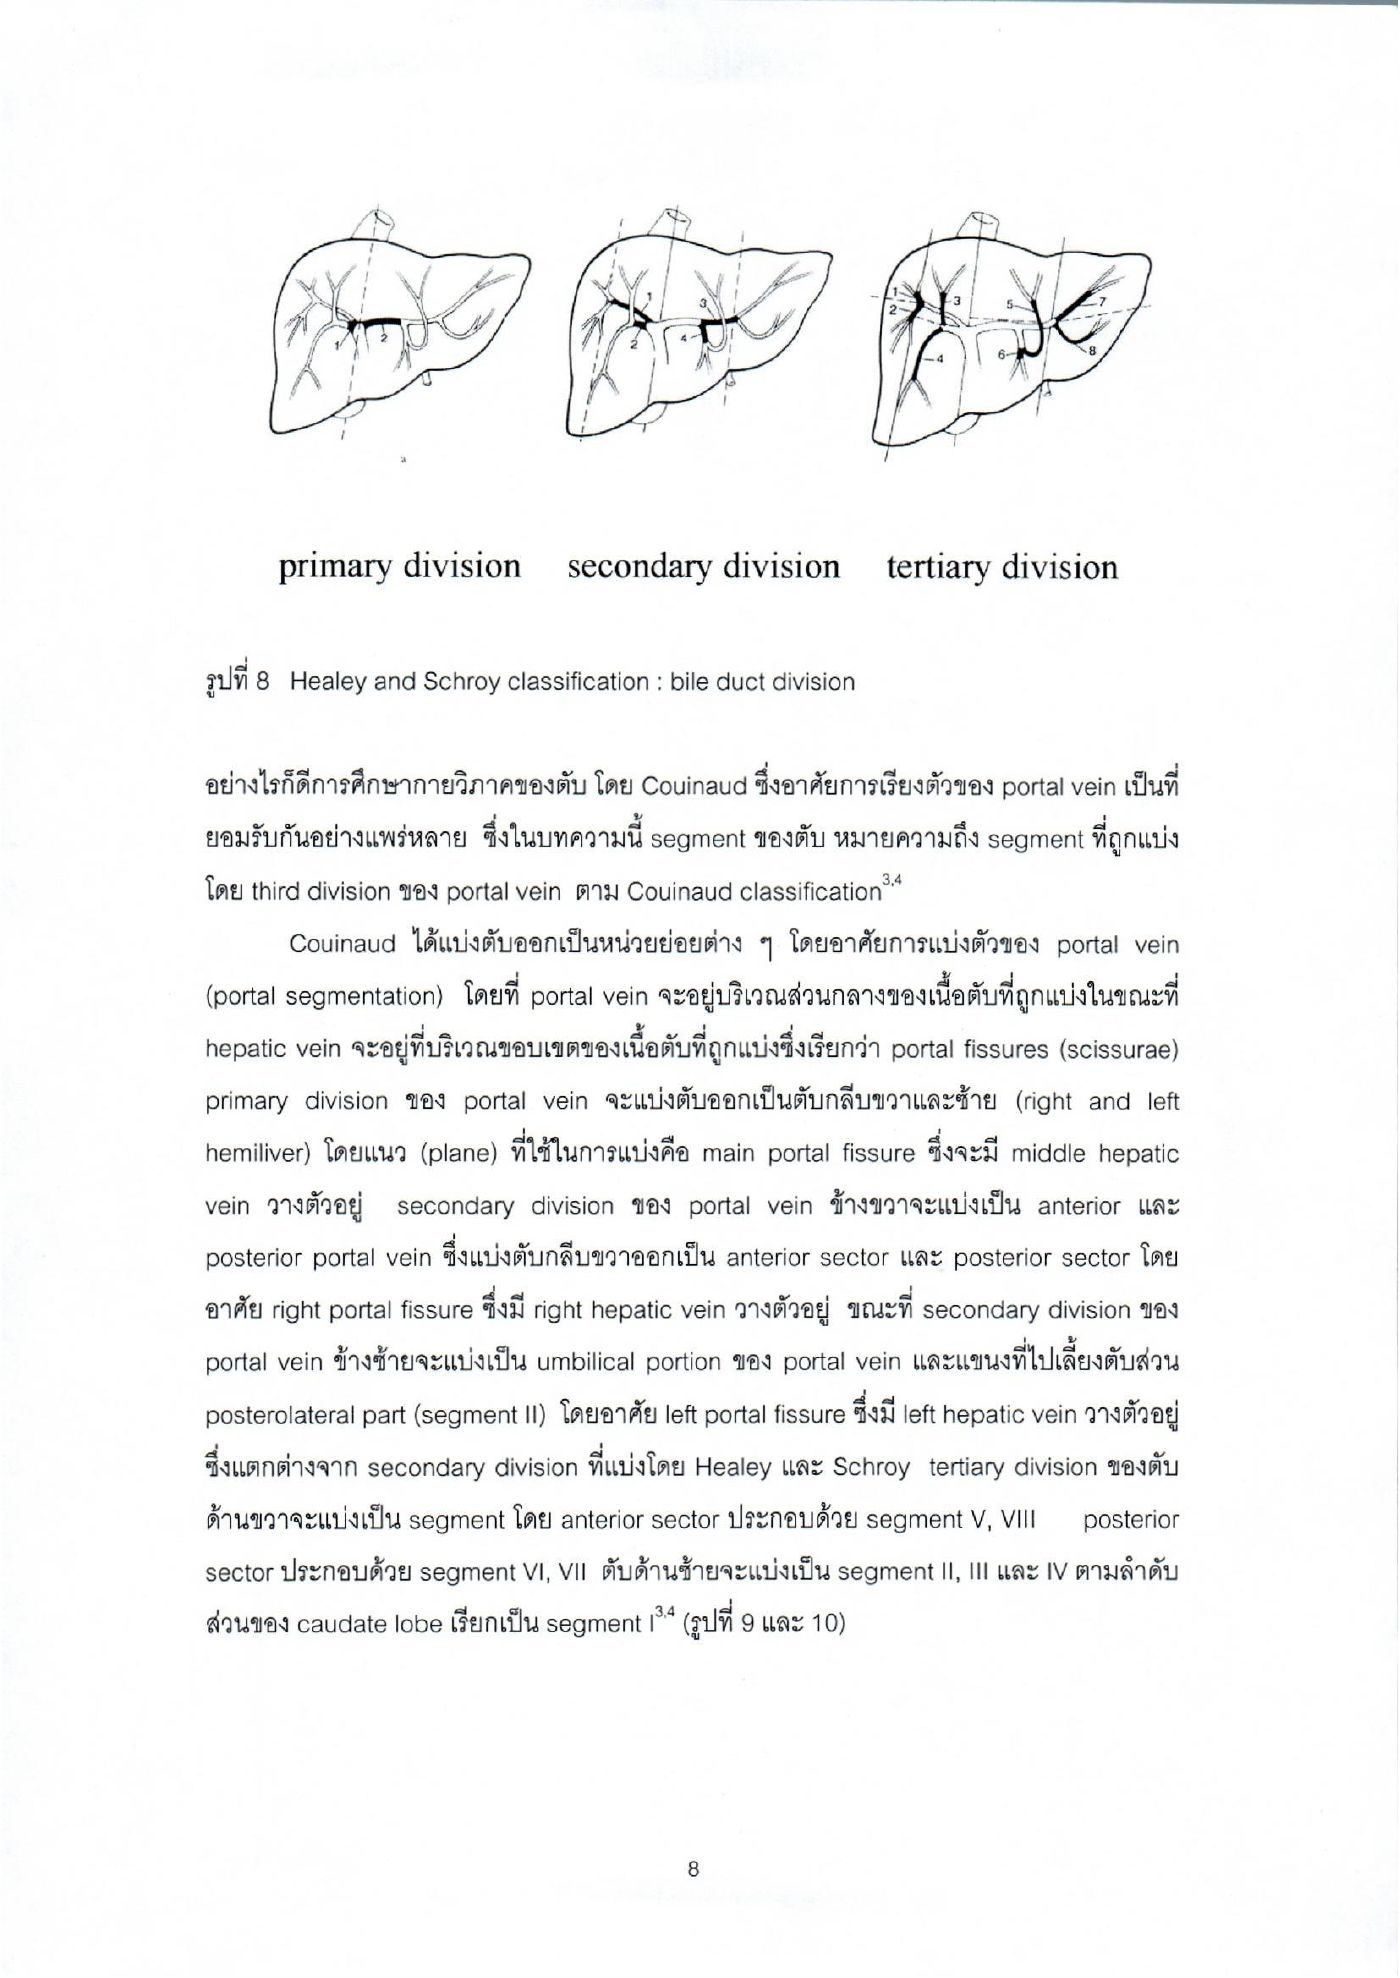 1 2
1 2 3 4
1 2 3 4 5 6 7 8
primary division secondary division tertiary division
รูปที่ 8 Healey and Schroy classification : bile duct division
อย่างไรก็ดีการศึกษากายวิภาคของตับ โดย Couinaud ซึ่งอาศัยการเรียงตัวของ portal vein เป็นที่
ยอมรับกันอย่างแพร่หลาย ซึ่งในบทความนี้ segment ของตับ หมายความถึง segment ที่ถูกแบ่ง
โดย third division ของ portal vein ตาม Couinaud classification3,4
Couinaud ได้แบ่งตับออกเป็นหน่วยย่อยต่าง ๆ โดยอาศัยการแบ่งตัวของ portal vein
(portal segmentation) โดยที่ portal vein จะอยู่บริเวณส่วนกลางของเนื้อตับที่ถูกแบ่งในขณะที่
hepatic vein จะอยู่ที่บริเวณขอบเขตของเนื้อตับที่ถูกแบ่งซึ่งเรียกว่า portal fissures (scissurae)
primary division ของ portal vein จะแบ่งตับออกเป็นตับกลีบขวาและซ้าย (right and left
hemiliver) โดยแนว (plane) ที่ใช้ในการแบ่งคือ main portal fissure ซึ่งจะมี middle hepatic
vein วางตัวอยู่ secondary division ของ portal vein ข้างขวาจะแบ่งเป็น anterior และ
posterior portal vein ซึ่งแบ่งตับกลีบขวาออกเป็น anterior sector และ posterior sector โดย
อาศัย right portal fissure ซึ่งมี right hepatic vein วางตัวอยู่ ขณะที่ secondary division ของ
portal vein ข้างซ้ายจะแบ่งเป็น umbilical portion ของ portal vein และแขนงที่ไปเลี้ยงตับส่วน
posterolateral part (segment II) โดยอาศัย left portal fissure ซึ่งมี left hepatic vein วางตัวอยู่
ซึ่งแตกต่างจาก secondary division ที่แบ่งโดย Healey และ Schroy tertiary division ของตับ
ด้านขวาจะแบ่งเป็น segment โดย anterior sector ประกอบด้วย segment V, VIII posterior
sector ประกอบด้วย segment VI, VII ตับด้านซ้ายจะแบ่งเป็น segment II, III และ IV ตามลำดับ
ส่วนของ caudate lobe เรียกเป็น segment I3,4 (รูปที่ 9 และ 10)
8